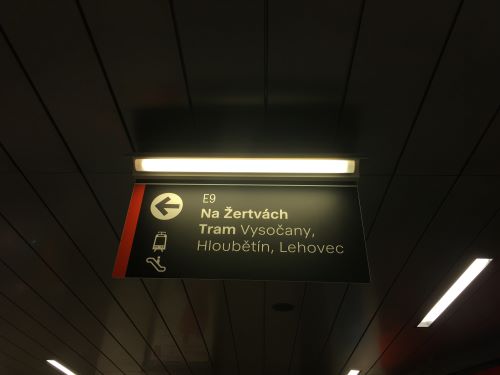 E9
Na Žertvách
Tram Vysočany,
Hloubětín, Lehovec